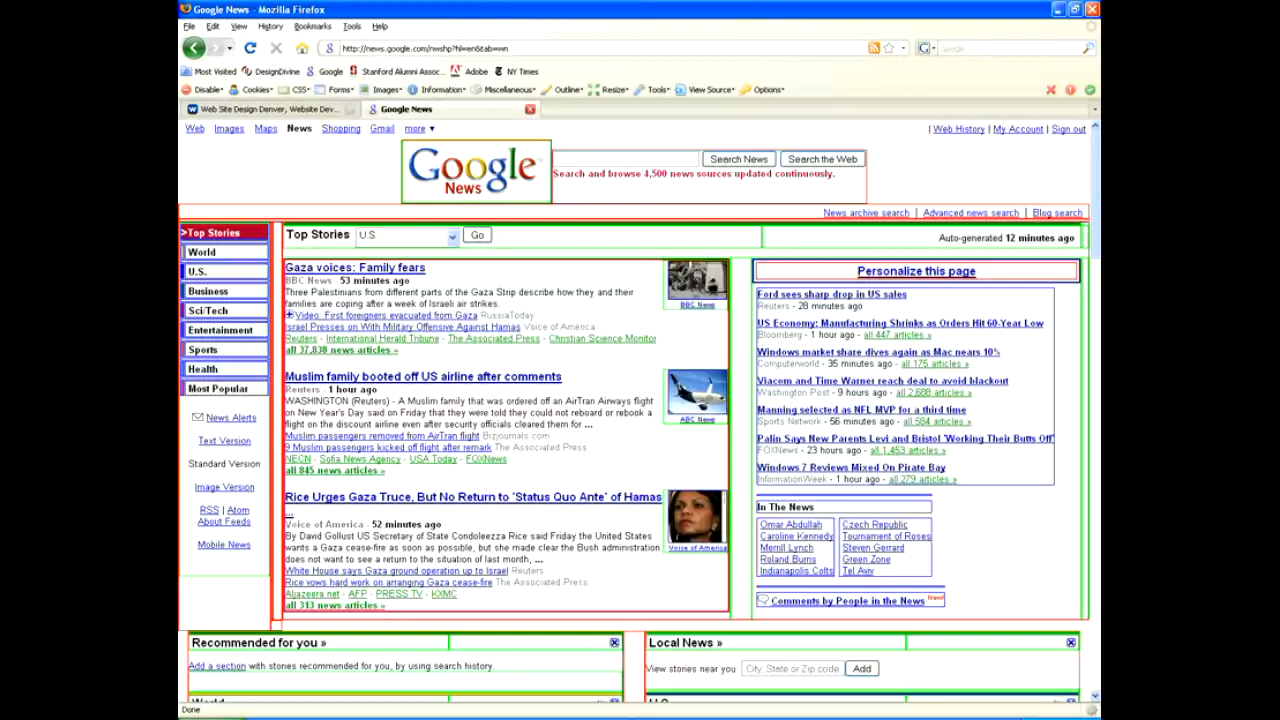 Google News - Mozilla Firefox
File Edit View History Bookmarks Tools Help
http://news.google.com/nwshp?hl=en&tab=wn
Google
Most Visited DesignDivine Google Stanford Alumni Assoc... Adobe NY Times
Disable Cookies CSS Forms Images Information Miscellaneous Outline Resize Tools View Source Options
Web Site Design Denver, Website Dev... Google News
Web Images Maps News Shopping Gmail more ▼
| Web History | My Account | Sign out
Google News
Search News Search the Web
Search and browse 4,500 news sources updated continuously.
News archive search | Advanced news search | Blog search
>Top Stories
World
U.S.
Business
Sci/Tech
Entertainment
Sports
Health
Most Popular
News Alerts
Text Version
Standard Version
Image Version
RSS | Atom
About Feeds
Mobile News
Top Stories U.S. Go
Auto-generated 12 minutes ago
Gaza voices: Family fears
BBC News - 53 minutes ago
Three Palestinians from different parts of the Gaza Strip describe how they and their
families are coping after a week of Israeli air strikes.
Video: First foreigners evacuated from Gaza RussiaToday
Israel Presses on With Military Offensive Against Hamas Voice of America
Reuters - International Herald Tribune - The Associated Press - Christian Science Monitor
all 37,838 news articles »
BBC News
Muslim family booted off US airline after comments
Reuters - 1 hour ago
WASHINGTON (Reuters) - A Muslim family that was ordered off an AirTran Airways flight
on New Year's Day said on Friday that they were told they could not reboard or rebook a
flight on the discount airline even after security officials cleared them for ...
Muslim passengers removed from AirTran flight Bizjournals.com
9 Muslim passengers kicked off flight after remark The Associated Press
NECN - Sofia News Agency - USA Today - FOXNews
all 845 news articles »
ABC News
Rice Urges Gaza Truce, But No Return to 'Status Quo Ante' of Hamas
...
Voice of America - 52 minutes ago
By David Gollust US Secretary of State Condoleezza Rice said Friday the United States
wants a Gaza cease-fire as soon as possible, but she made clear the Bush administration
does not want to see a return to the situation of last month, ...
White House says Gaza ground operation up to Israel Reuters
Rice vows hard work on arranging Gaza cease-fire The Associated Press
Aljazeera.net - AFP - PRESS TV - KXMC
all 313 news articles »
Voice of America
Personalize this page
Ford sees sharp drop in US sales
Reuters - 28 minutes ago
US Economy: Manufacturing Shrinks as Orders Hit 60-Year Low
Bloomberg - 1 hour ago - all 447 articles »
Windows market share dives again as Mac nears 10%
Computerworld - 35 minutes ago - all 175 articles »
Viacom and Time Warner reach deal to avoid blackout
Washington Post - 9 hours ago - all 2,688 articles »
Manning selected as NFL MVP for a third time
Sports Network - 56 minutes ago - all 584 articles »
Palin Says New Parents Levi and Bristol 'Working Their Butts Off'
FOXNews - 23 hours ago - all 1,453 articles »
Windows 7 Reviews Mixed On Pirate Bay
InformationWeek - 1 hour ago - all 279 articles »
In The News
Omar Abdullah Czech Republic
Caroline Kennedy Tournament of Roses
Merrill Lynch Steven Gerrard
Roland Burris Green Zone
Indianapolis Colts Tel Aviv
Comments by People in the News New!
Recommended for you »
Add a section with stories recommended for you, by using search history.
Local News »
View stories near you City, State or Zip code Add
World
U.S.
Done